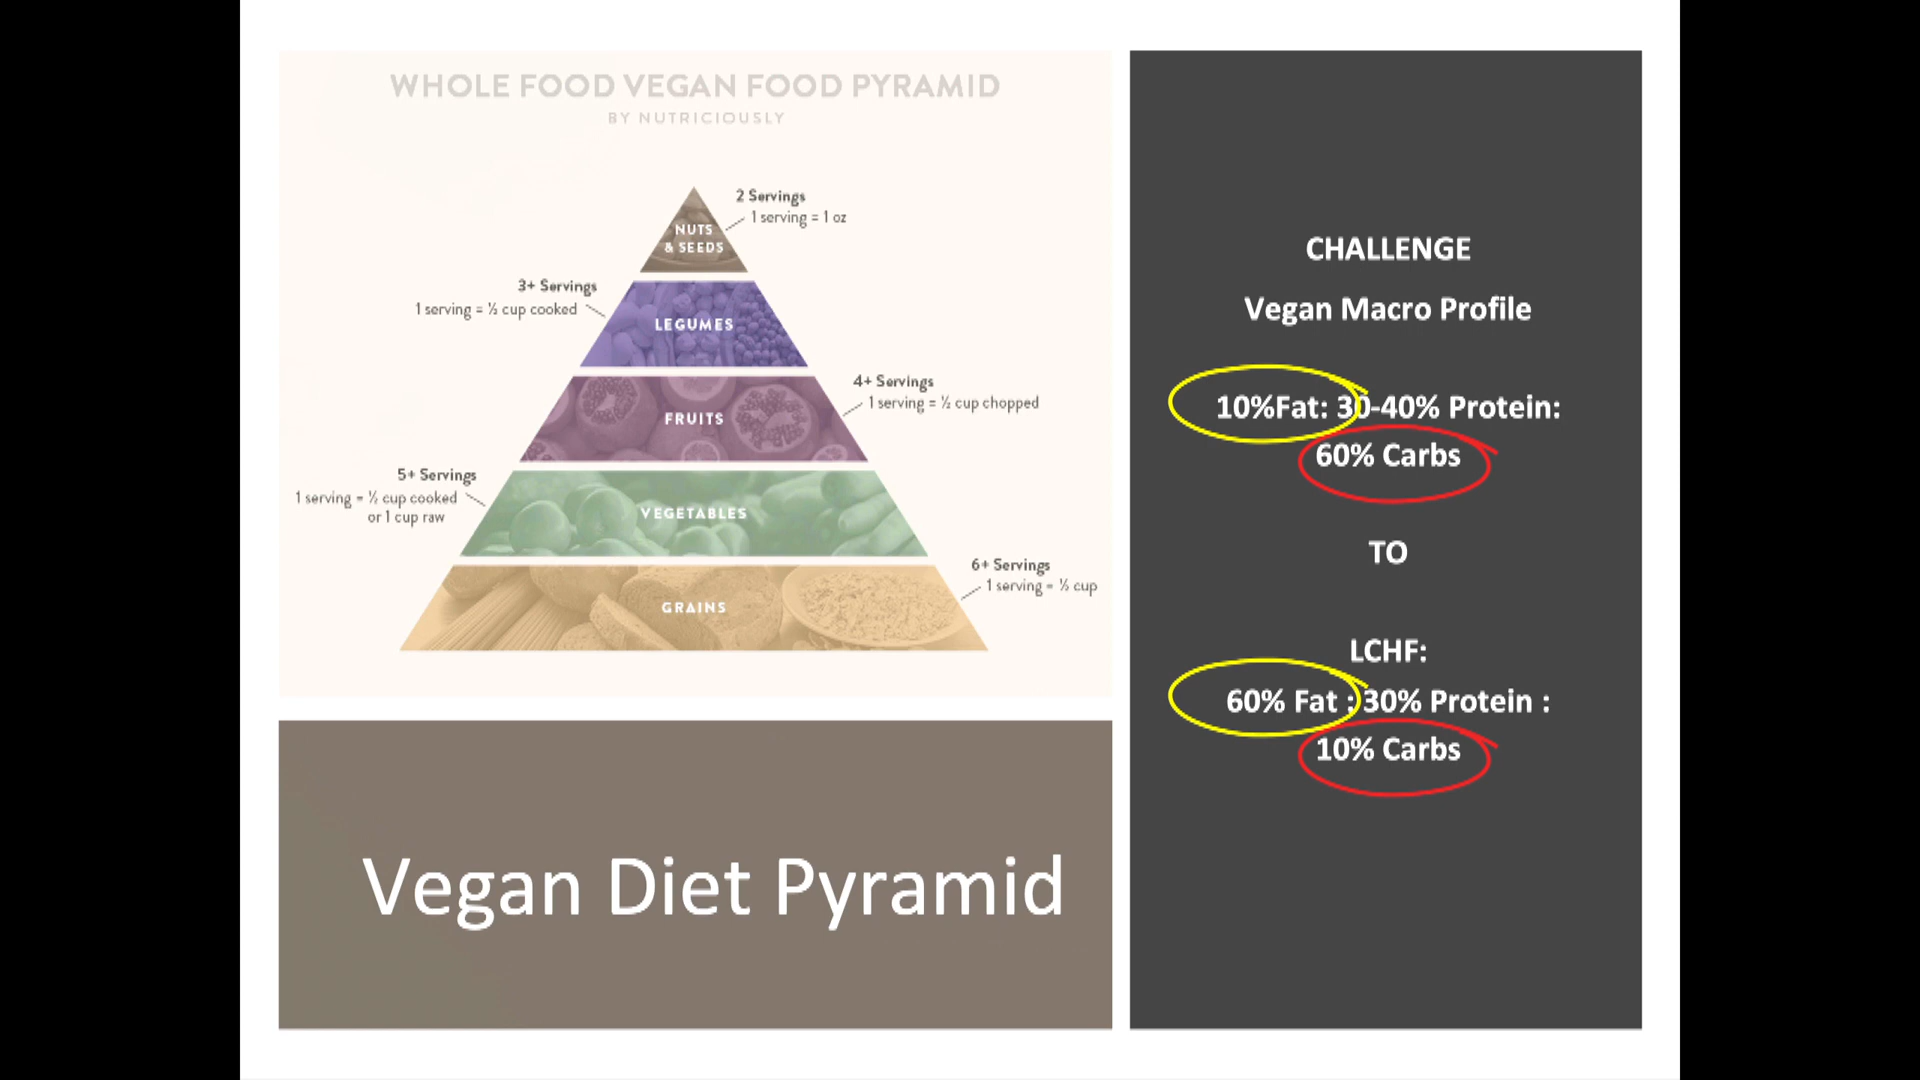 WHOLE FOOD VEGAN FOOD PYRAMID
BY NUTRICIOUSLY
2 Servings
1 serving = 1 oz
NUTS
& SEEDS
3+ Servings
1 serving = ½ cup cooked
LEGUMES
4+ Servings
1 serving = ½ cup chopped
FRUITS
5+ Servings
1 serving = ½ cup cooked
or 1 cup raw
VEGETABLES
6+ Servings
1 serving = ½ cup
GRAINS
Vegan Diet Pyramid
CHALLENGE
Vegan Macro Profile
10%Fat: 30-40% Protein:
60% Carbs
TO
LCHF:
60% Fat : 30% Protein :
10% Carbs